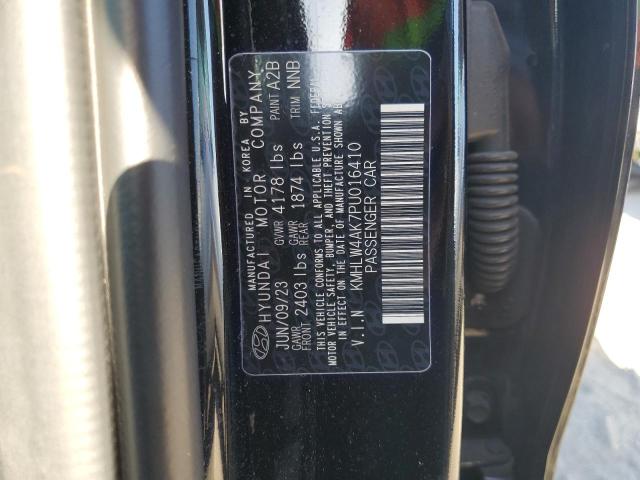 MANUFACTURED IN KOREA BY
HYUNDAI MOTOR COMPANY
JUN/09/23 GVWR 4178 lbs PAINT A2B
GAWR FRONT 2403 lbs GAWR REAR 1874 lbs TRIM NNB
THIS VEHICLE CONFORMS TO ALL APPLICABLE U.S.A. FEDERAL
MOTOR VEHICLE SAFETY, BUMPER, AND THEFT PREVENTION
IN EFFECT ON THE DATE OF MANUFACTURE SHOWN
V.I.N KMHLW4AK7PU016410
PASSENGER CAR